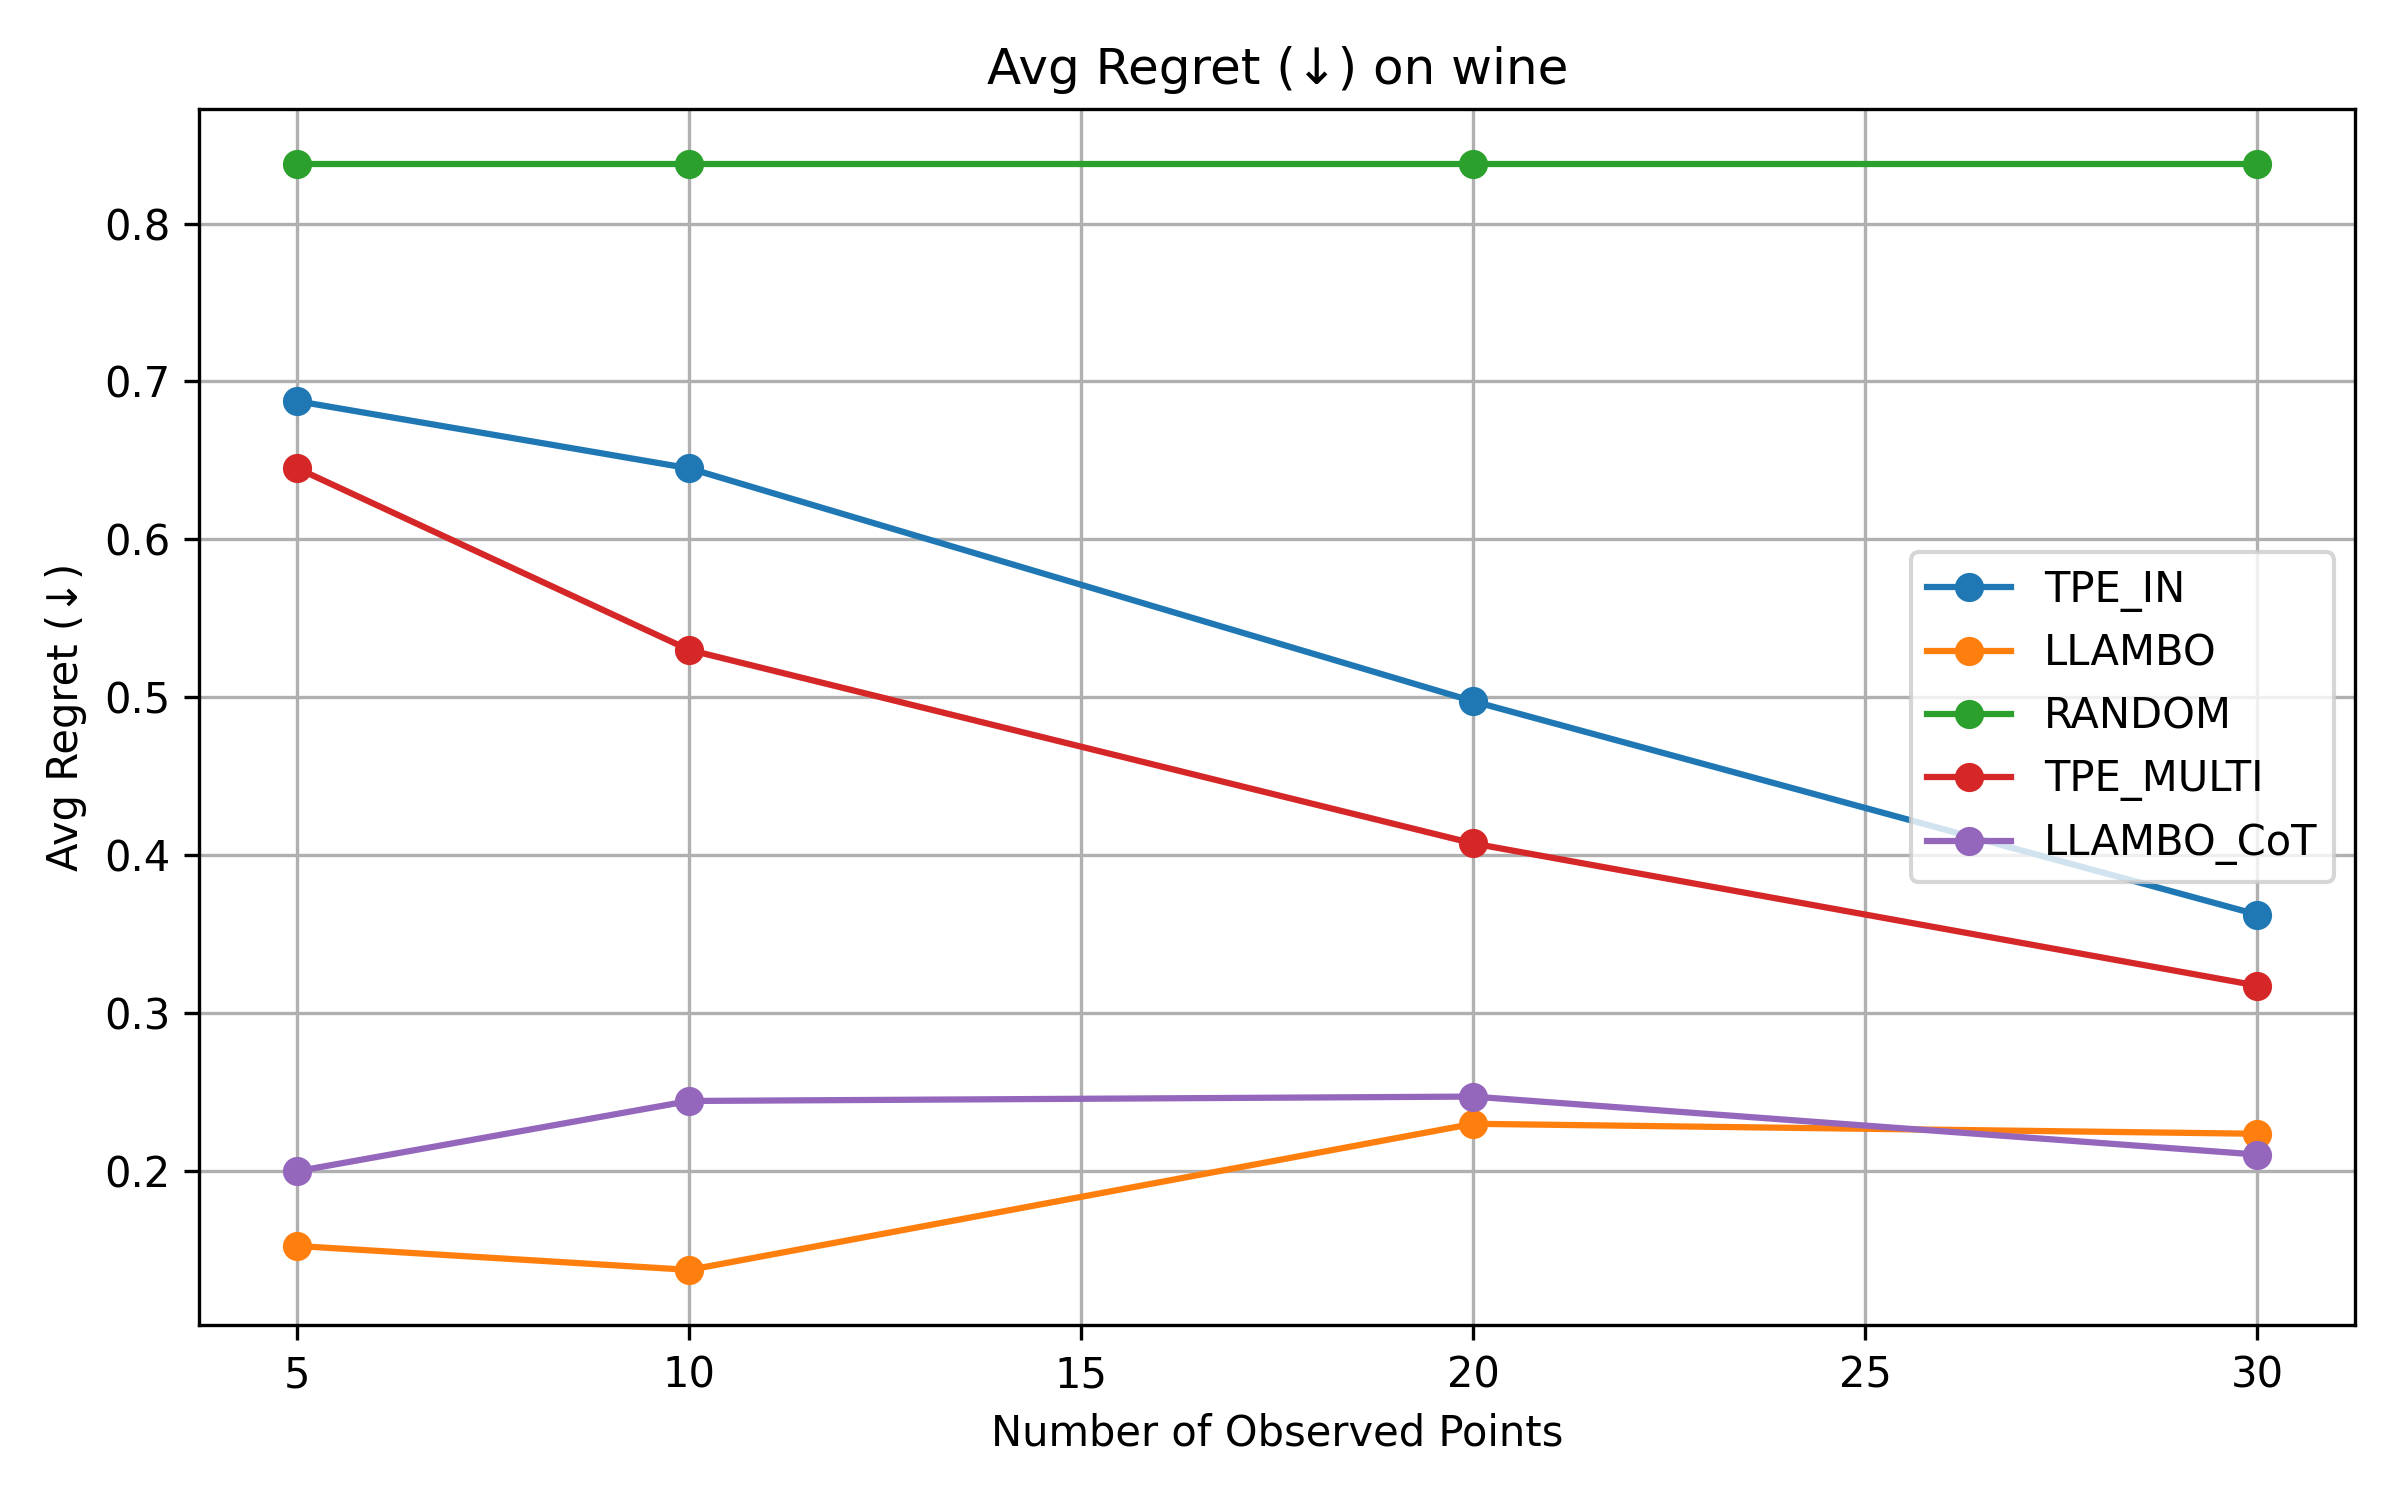 Avg Regret (↓) on wine
Avg Regret (↓)
0.8
0.7
0.6
0.5
0.4
0.3
0.2
TPE_IN
LLAMBO
RANDOM
TPE_MULTI
LLAMBO_CoT
5 10 15 20 25 30
Number of Observed Points